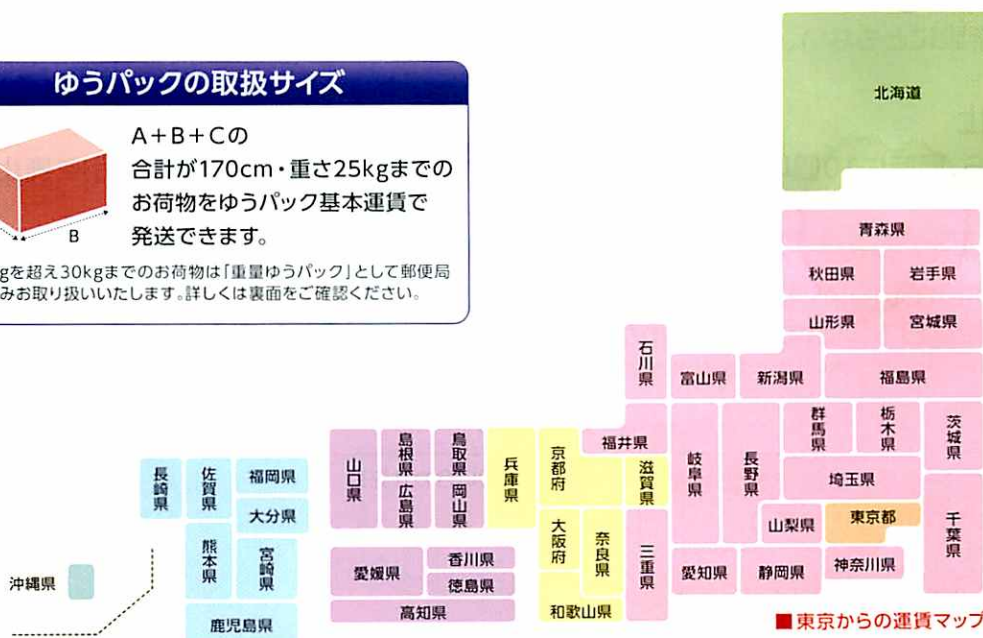 ゆうパックの取扱サイズ
A+B+Cの
合計が170cm・重さ25kgまでの
お荷物をゆうパック基本運賃で
発送できます。
B
gを超え30kgまでのお荷物は「重量ゆうパック」として郵便局
みお取り扱いいたします。詳しくは裏面をご確認ください。
北海道
青森県
秋田県
岩手県
山形県
宮城県
石川県
富山県
新潟県
福島県
福井県
岐阜県
長野県
群馬県
栃木県
茨城県
埼玉県
山梨県
東京都
千葉県
愛知県
静岡県
神奈川県
兵庫県
京都府
滋賀県
大阪府
奈良県
三重県
和歌山県
山口県
島根県
鳥取県
広島県
岡山県
愛媛県
香川県
徳島県
高知県
長崎県
佐賀県
福岡県
大分県
熊本県
宮崎県
鹿児島県
沖縄県
■東京からの運賃マップ